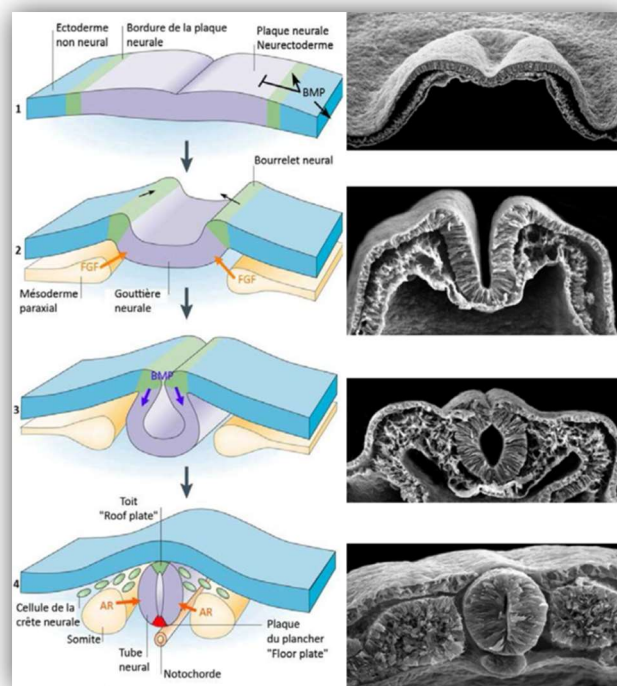 Ectoderme
non neural
Bordure de la plaque
neurale
Plaque neurale
Neurectoderme
BMP
1
Bourrelet neural
2
FGF
FGF
Mésoderme
paraxial
Gouttière
neurale
BMP
3
Toit
"Roof plate"
4
AR
AR
Cellule de la
crête neurale
Somite
Tube
neural
Notochorde
Plaque
du plancher
"Floor plate"